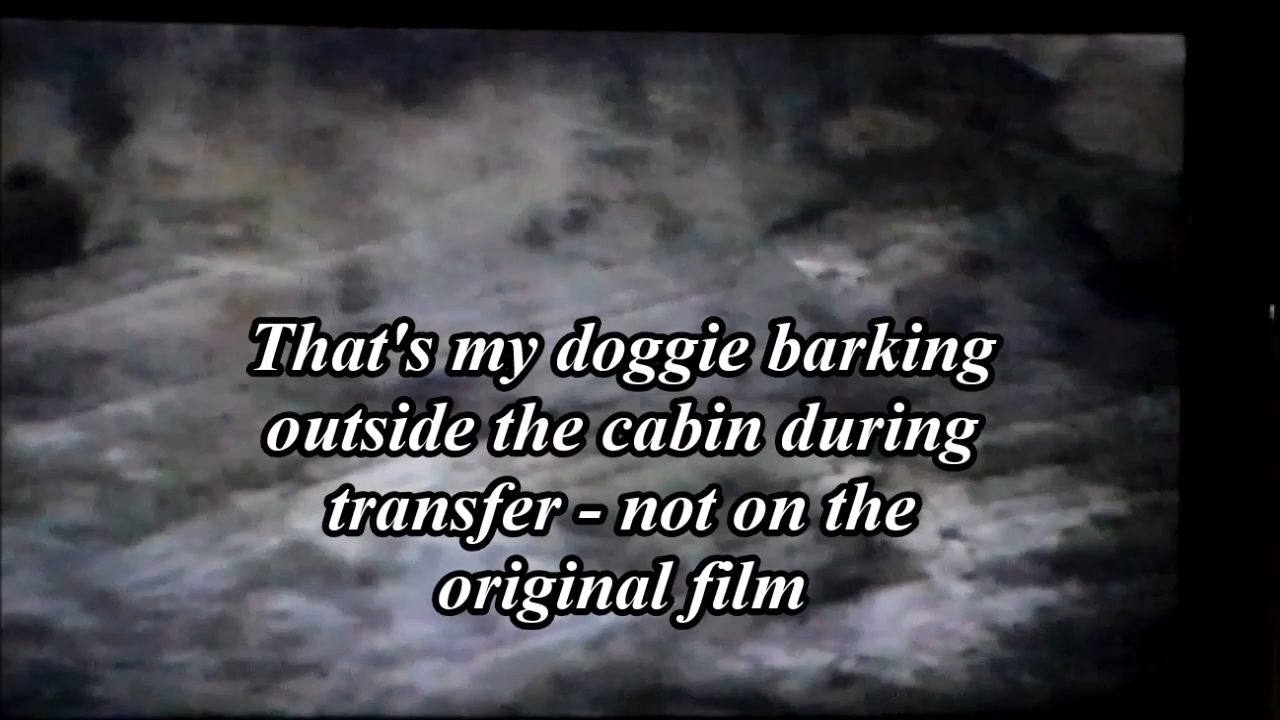 That's my doggie barking
outside the cabin during
transfer - not on the
original film